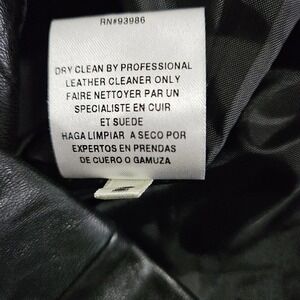 RN#93986
DRY CLEAN BY PROFESSIONAL
LEATHER CLEANER ONLY
FAIRE NETTOYER PAR UN
SPECIALISTE EN CUIR
ET SUEDE
HAGA LIMPIAR A SECO POR
EXPERTOS EN PRENDAS
DE CUERO O GAMUZA